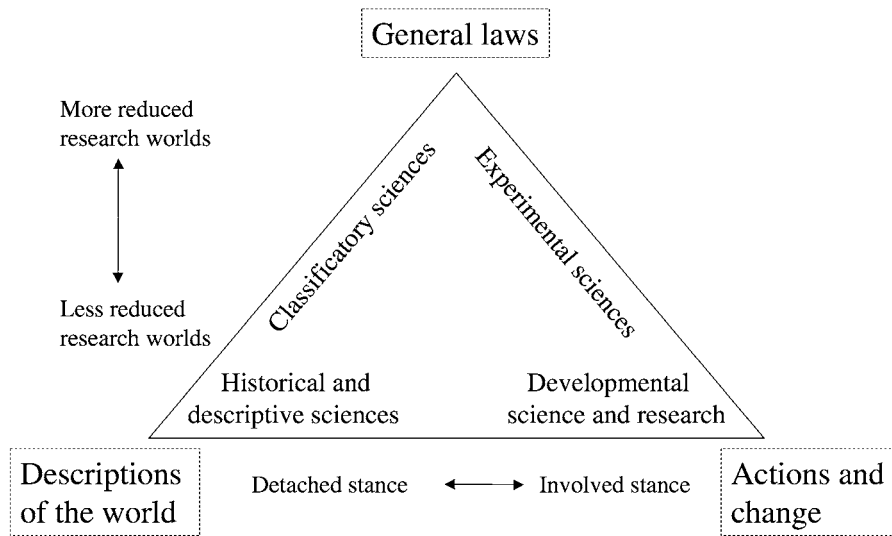 General laws
More reduced
research worlds
Classificatory sciences
Experimental sciences
Less reduced
research worlds
Historical and
descriptive sciences
Developmental
science and research
Descriptions
of the world
Detached stance
Involved stance
Actions and
change